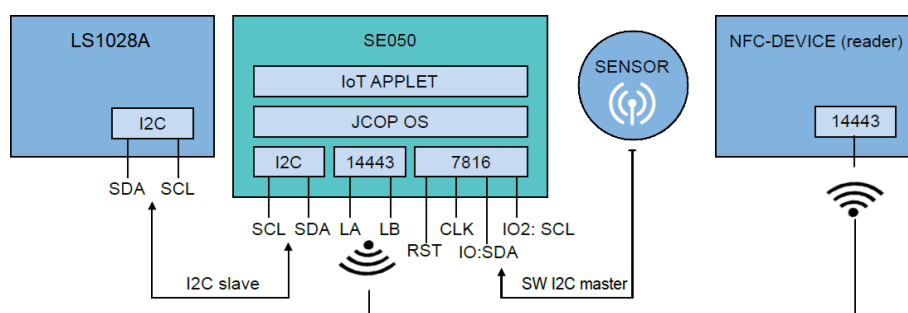 LS1028A
I2C
SDA SCL
SE050
IoT APPLET
JCOP OS
I2C
14443
7816
SCL SDA LA LB
RST
CLK
IO:SDA
IO2: SCL
SENSOR
NFC-DEVICE (reader)
14443
I2C slave
SW I2C master